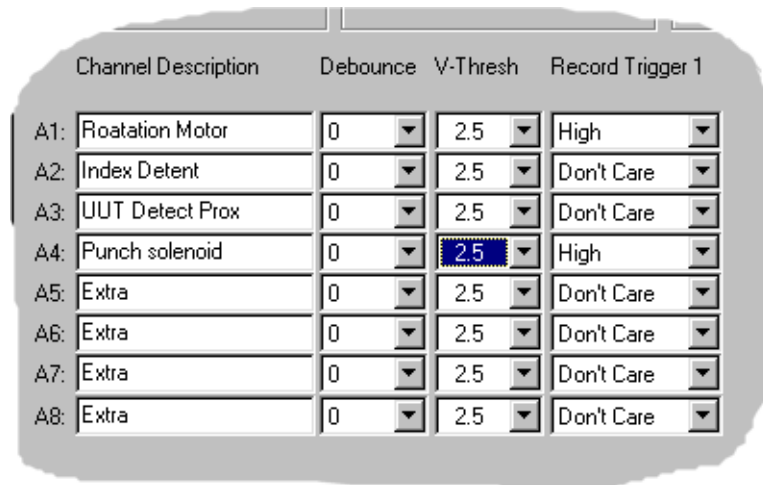 Channel Description Debounce V-Thresh Record Trigger 1
A1: Roatation Motor 0 2.5 High
A2: Index Detent 0 2.5 Don't Care
A3: UUT Detect Prox 0 2.5 Don't Care
A4: Punch solenoid 0 2.5 High
A5: Extra 0 2.5 Don't Care
A6: Extra 0 2.5 Don't Care
A7: Extra 0 2.5 Don't Care
A8: Extra 0 2.5 Don't Care